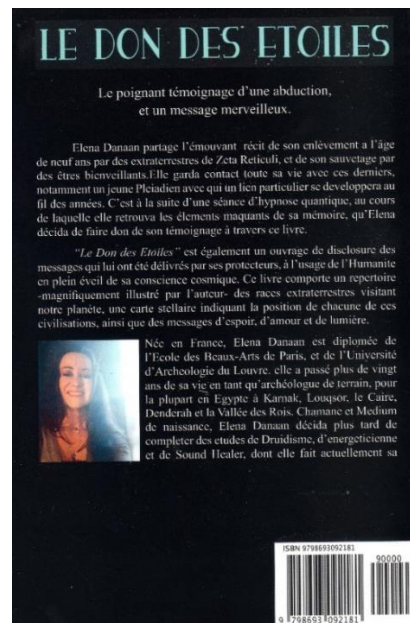 LE DON DES ETOILES
Le poignant témoignage d'une abduction,
et un message merveilleux.
Elena Danaan partage l'émouvant récit de son enlèvement a l'âge
de neuf ans par des extraterrestres de Zeta Reticuli, et de son sauvetage par
des êtres bienveillants.Elle garda contact toute sa vie avec ces derniers,
notamment un jeune Pleiadien avec qui un lien particulier se developpera au
fil des années. C'est à la suite d'une séance d'hypnose quantique, au cours
de laquelle elle retrouva les élements maquants de sa mémoire, qu'Elena
décida de faire don de son témoignage à travers ce livre.
"Le Don des Etoiles" est également un ouvrage de disclosure des
messages qui lui ont été délivrés par ses protecteurs, à l'usage de l'Humanite
en plein éveil de sa conscience cosmique. Ce livre comporte un repertoire
-magnifiquement illustré par l'auteur- des races extraterrestres visitant
notre planète, une carte stellaire indiquant la position de chacune de ces
civilisations, ainsi que des messages d'espoir, d'amour et de lumière.
Née en France, Elena Danaan est diplomée de
l'Ecole des Beaux-Arts de Paris, et de l'Université
d'Archeologie du Louvre. elle a passé plus de vingt
ans de sa vie en tant qu'archéologue de terrain, pour
la plupart en Egypte à Karnak, Louqsor, le Caire,
Denderah et la Vallée des Rois. Chamane et Medium
de naissance, Elena Danaan décida plus tard de
completer des etudes de Druidisme, d'energeticienne
et de Sound Healer, dont elle fait actuellement sa
ISBN 9798693092181
90000
9 798693 092181